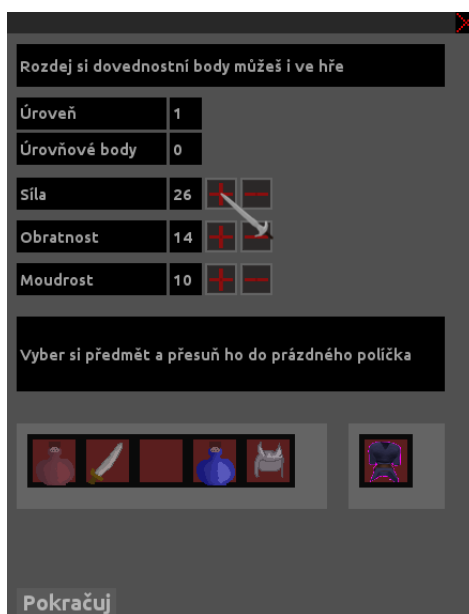 Rozdej si dovednostní body můžeš i ve hře
Úroveň 1
Úrovňové body 0
Síla 26
Obratnost 14
Moudrost 10
Vyber si předmět a přesuň ho do prázdného políčka
Pokračuj